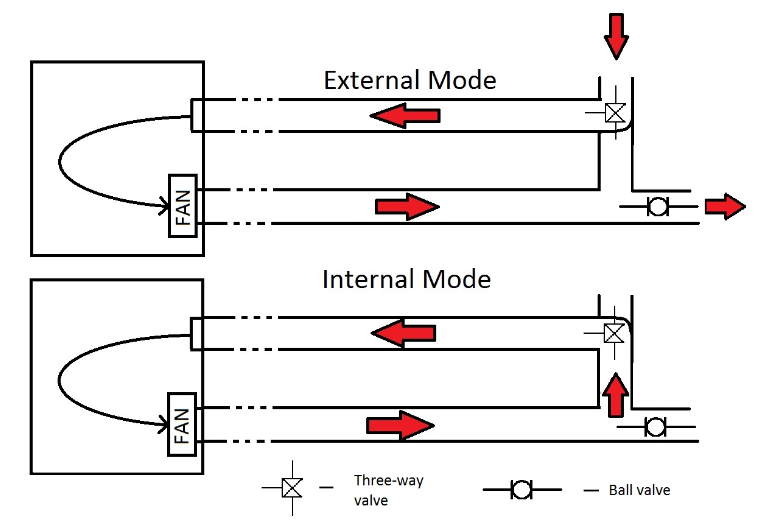 External Mode
FAN
Internal Mode
FAN
Three-way
valve
Ball valve